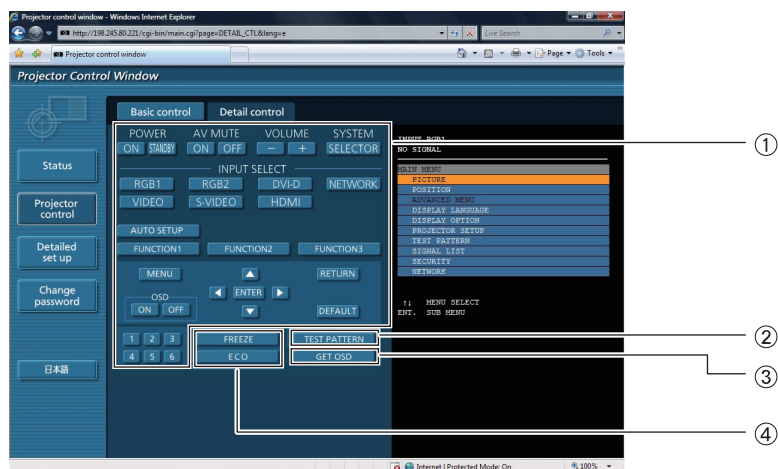 Projector control window - Windows Internet Explorer
http://198.245.80.221/cgi-bin/main.cgi?page=DETAIL_CTL&lang=e
Live Search
Projector control window
Page
Tools
Projector Control Window
Basic control
Detail control
Status
Projector control
Detailed set up
Change password
日本語
POWER
AV MUTE
VOLUME
SYSTEM
ON
STANDBY
ON
OFF
−
+
SELECTOR
INPUT SELECT
RGB1
RGB2
DVI-D
NETWORK
VIDEO
S-VIDEO
HDMI
AUTO SETUP
FUNCTION1
FUNCTION2
FUNCTION3
MENU
RETURN
ENTER
OSD
ON
OFF
DEFAULT
1 2 3
4 5 6
FREEZE
TEST PATTERN
ECO
GET OSD
INPUT RGB1
NO SIGNAL
MAIN MENU
PICTURE
POSITION
ADVANCED MENU
DISPLAY LANGUAGE
DISPLAY OPTION
PROJECTOR SETUP
TEST PATTERN
SIGNAL LIST
SECURITY
NETWORK
↑↓ MENU SELECT
ENT. SUB MENU
①
②
③
④
Internet | Protected Mode: On
100%